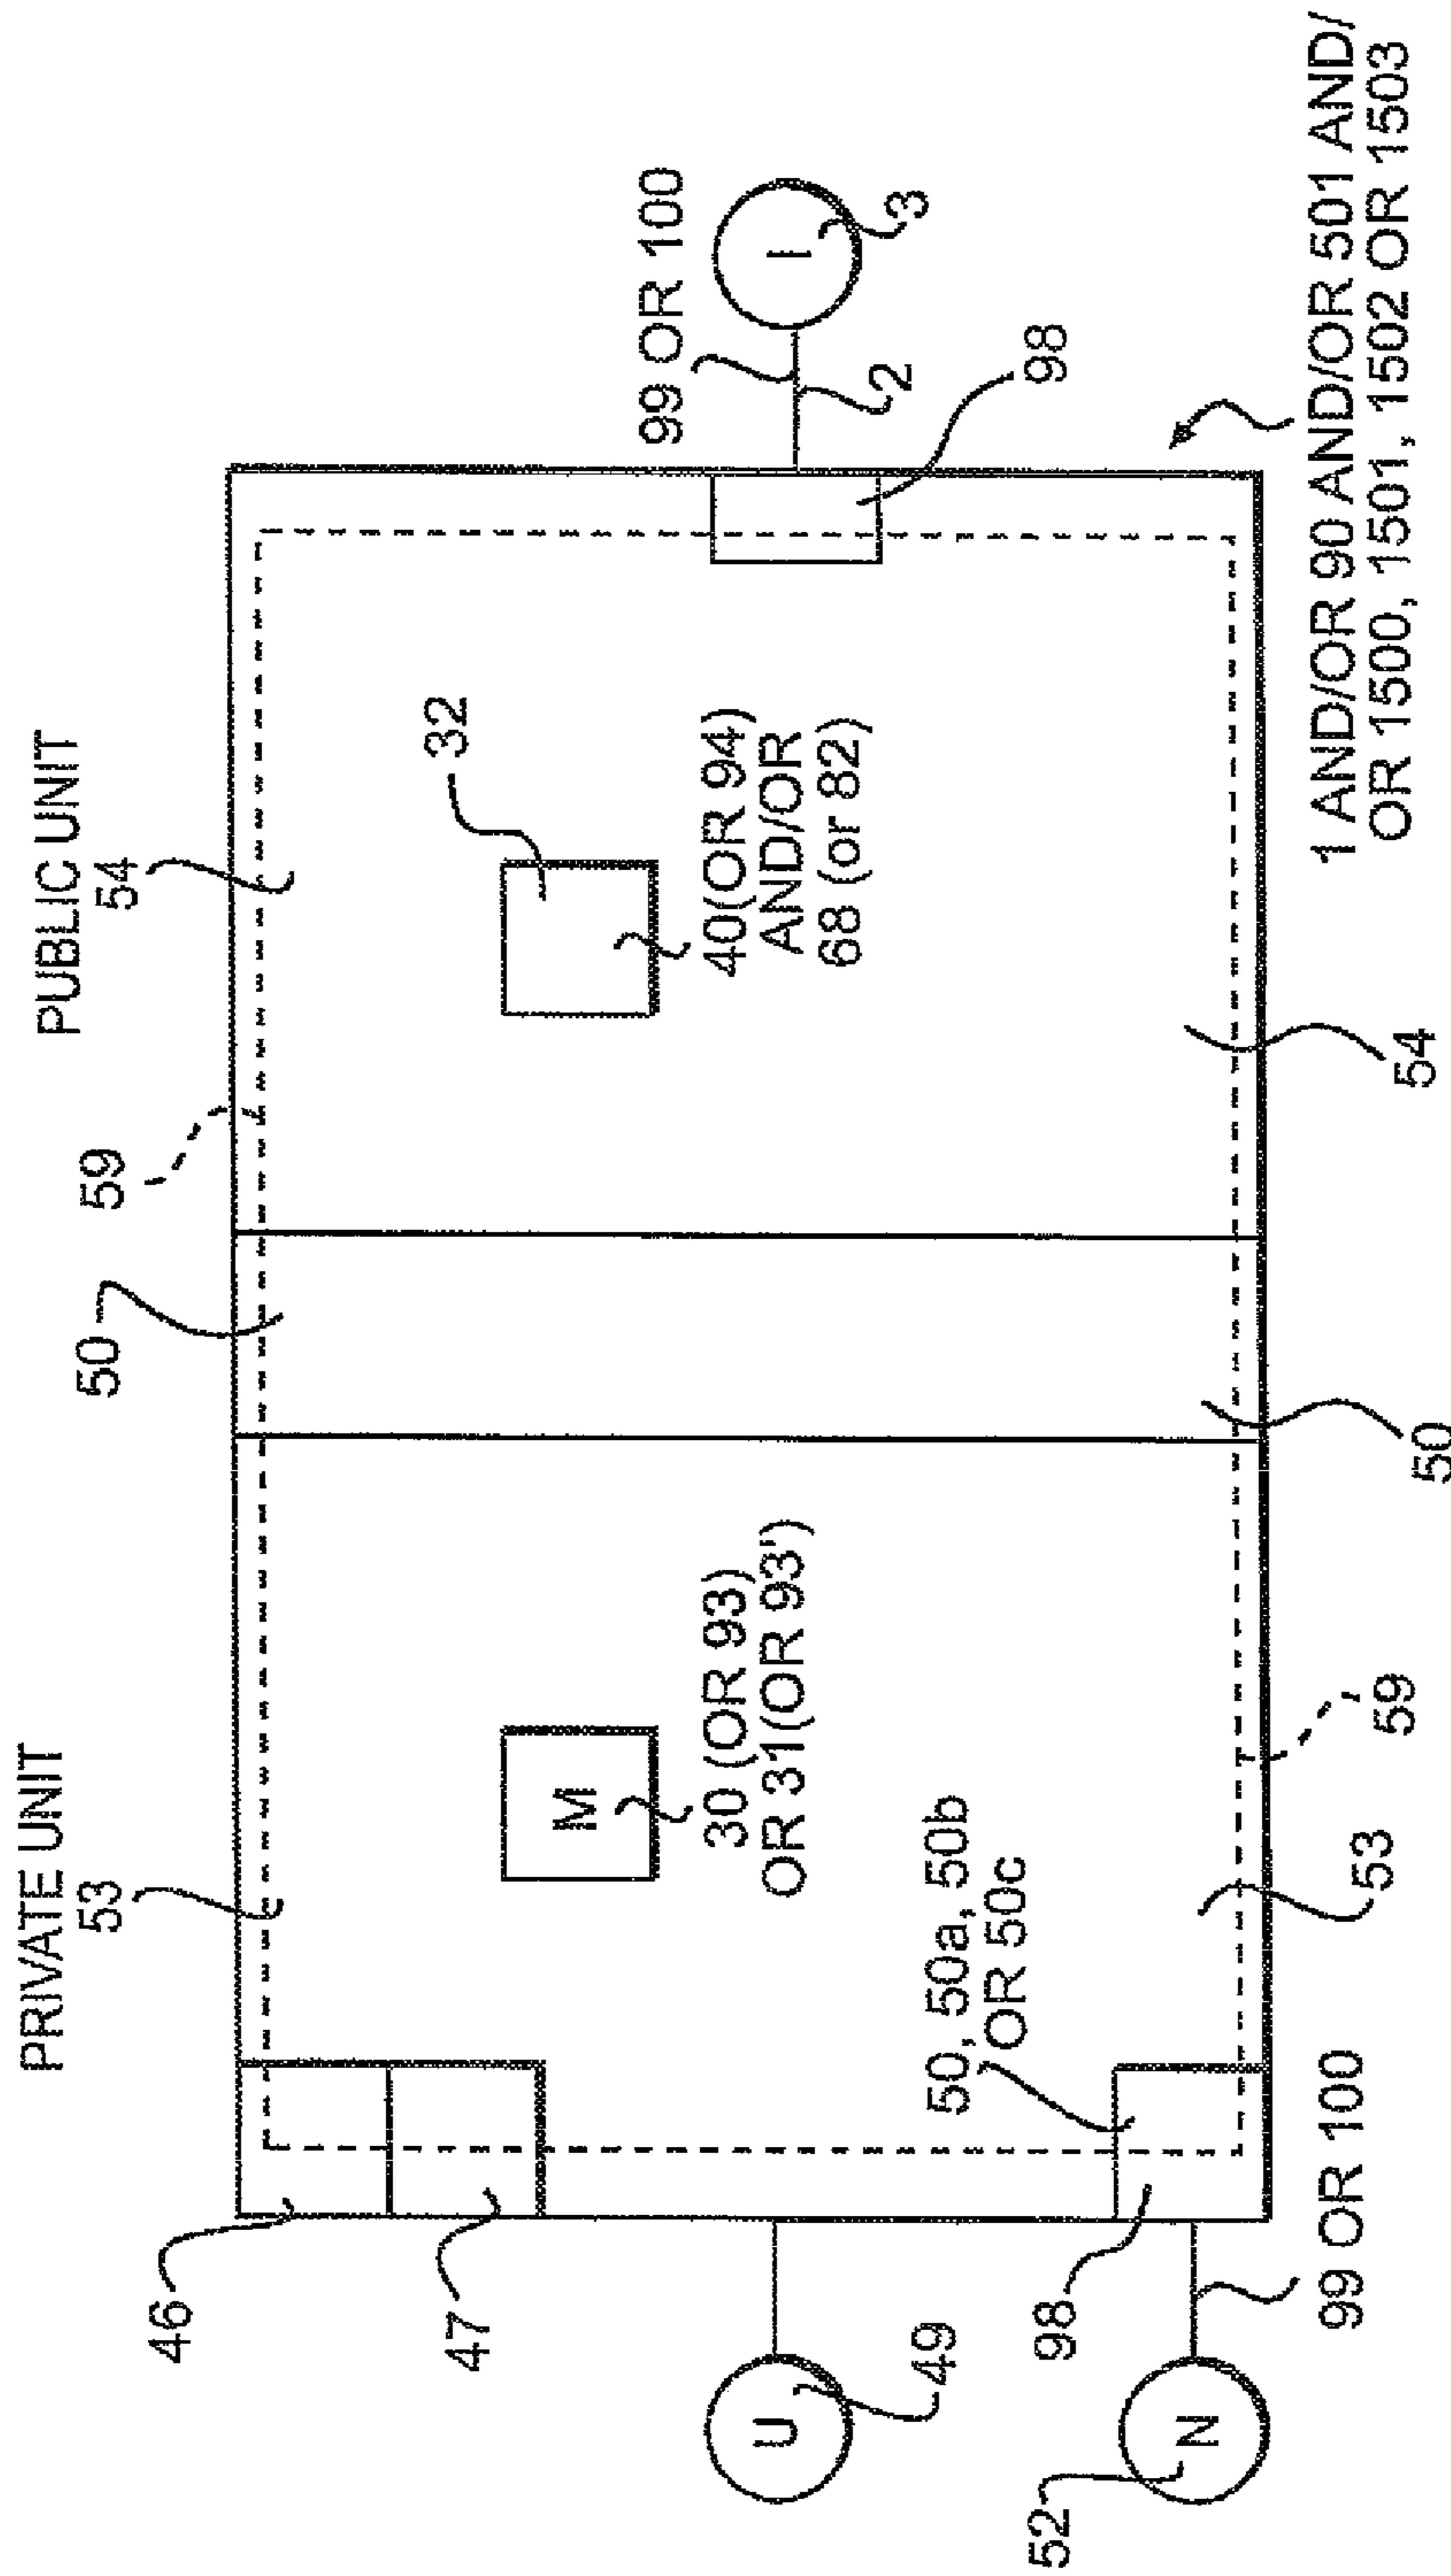 PRIVATE UNIT
53
PUBLIC UNIT
54
59
50
46
47
M
30 (OR 93)
OR 31(OR 93')
32
40(OR 94)
AND/OR
68 (or 82)
99 OR 100
I
3
2
98
U
49
50, 50a, 50b
OR 50c
98
N
52
99 OR 100
53
59
50
54
1 AND/OR 90 AND/OR 501 AND/
OR 1500, 1501, 1502 OR 1503